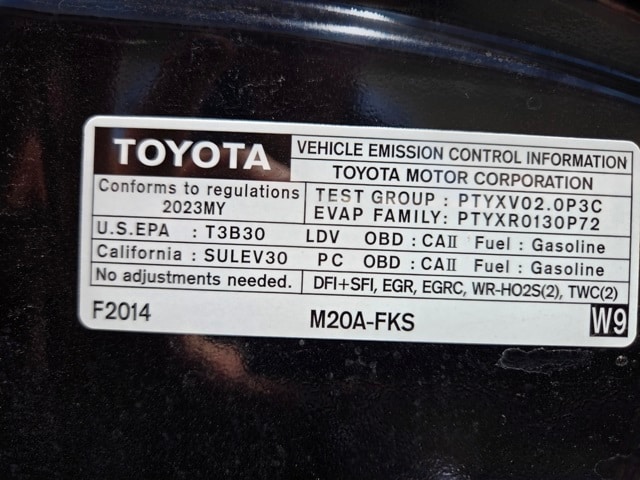 TOYOTA
VEHICLE EMISSION CONTROL INFORMATION
TOYOTA MOTOR CORPORATION
Conforms to regulations
2023MY
TEST GROUP : PTYXV02.0P3C
EVAP FAMILY: PTYXR0130P72
U.S.EPA : T3B30 LDV OBD : CAⅡ Fuel : Gasoline
California : SULEV30 PC OBD : CAⅡ Fuel : Gasoline
No adjustments needed. DFI+SFI, EGR, EGRC, WR-HO2S(2), TWC(2)
F2014 M20A-FKS W9